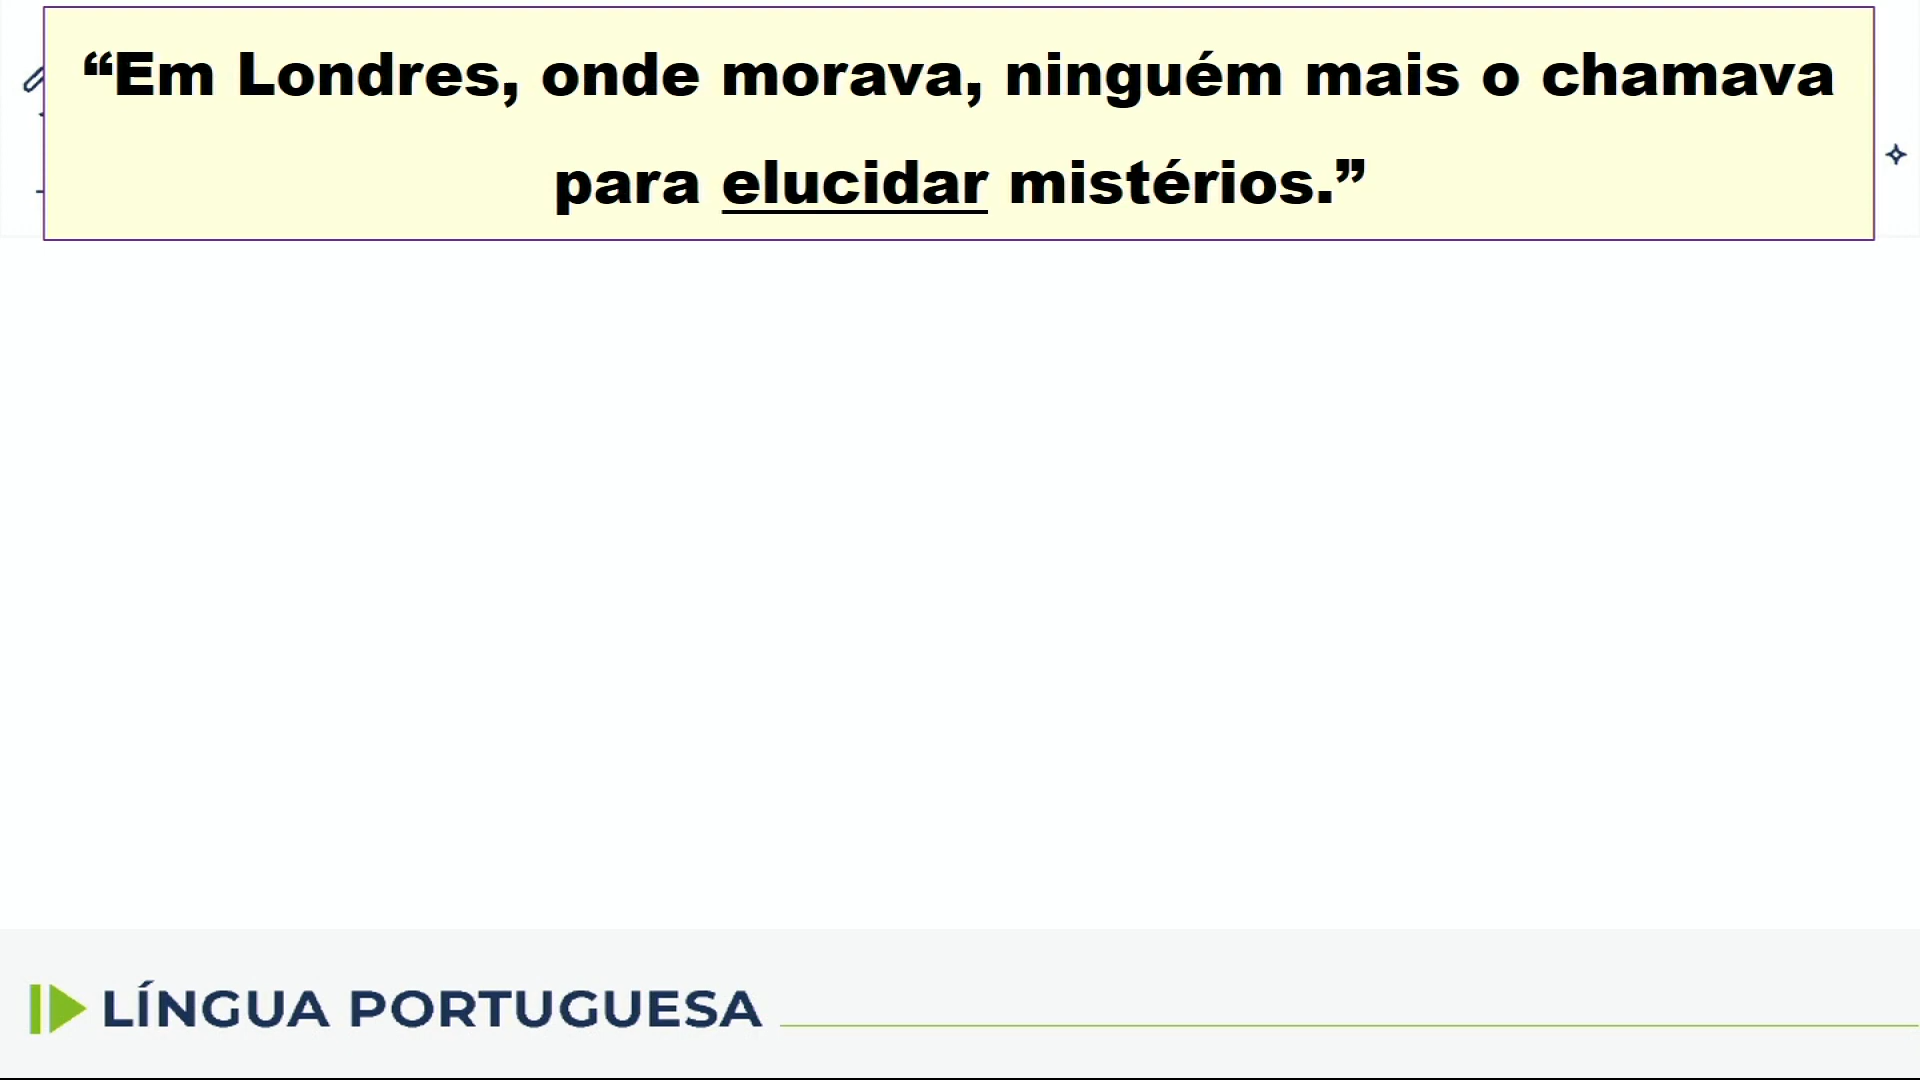 “Em Londres, onde morava, ninguém mais o chamava
para elucidar mistérios.”
LÍNGUA PORTUGUESA